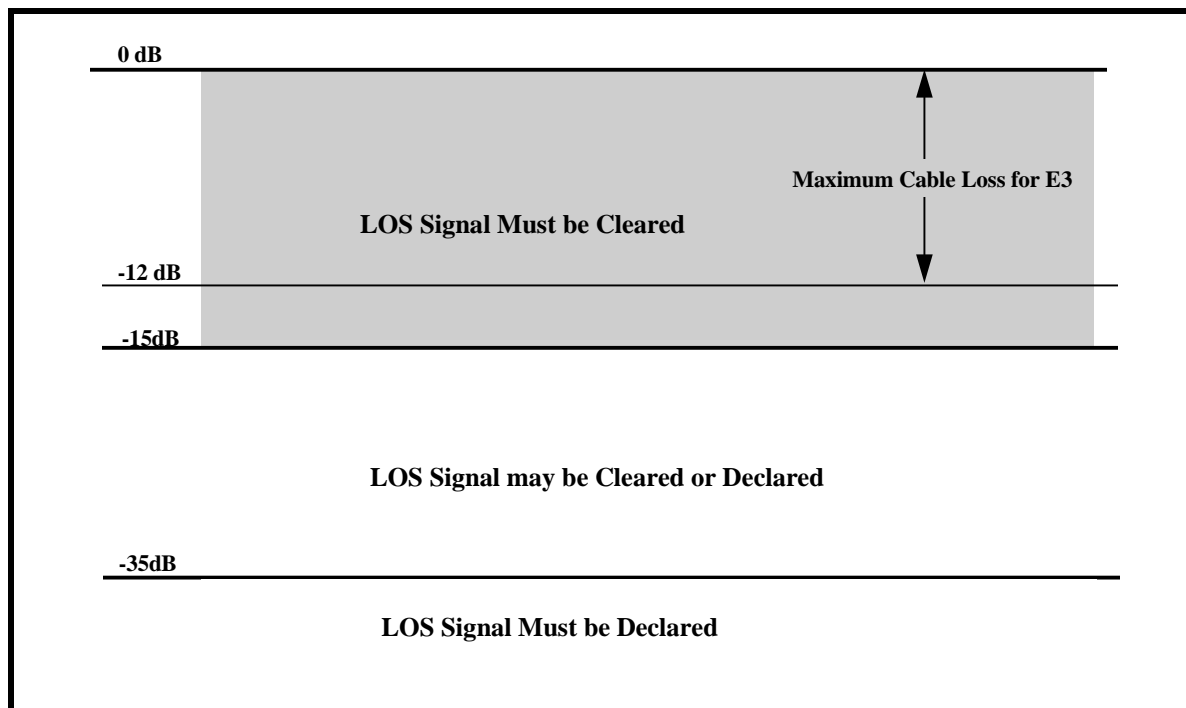 0 dB
Maximum Cable Loss for E3
LOS Signal Must be Cleared
-12 dB
-15dB
LOS Signal may be Cleared or Declared
-35dB
LOS Signal Must be Declared